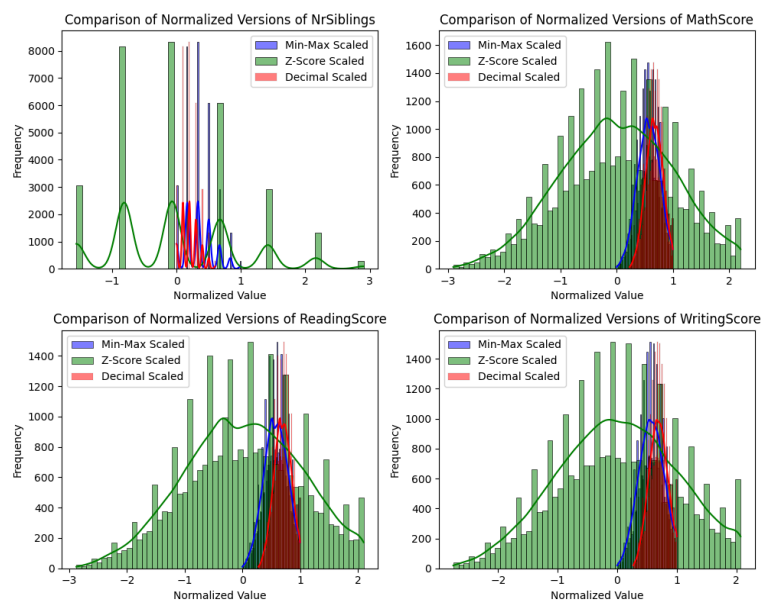 Comparison of Normalized Versions of NrSiblings
Min-Max Scaled
Z-Score Scaled
Decimal Scaled
Frequency
8000
7000
6000
5000
4000
3000
2000
1000
0
−1
0
1
2
3
Normalized Value
Comparison of Normalized Versions of MathScore
Min-Max Scaled
Z-Score Scaled
Decimal Scaled
Frequency
1600
1400
1200
1000
800
600
400
200
0
−3
−2
−1
0
1
2
Normalized Value
Comparison of Normalized Versions of ReadingScore
Min-Max Scaled
Z-Score Scaled
Decimal Scaled
Frequency
1400
1200
1000
800
600
400
200
0
−3
−2
−1
0
1
2
Normalized Value
Comparison of Normalized Versions of WritingScore
Min-Max Scaled
Z-Score Scaled
Decimal Scaled
Frequency
1400
1200
1000
800
600
400
200
0
−2
−1
0
1
2
Normalized Value